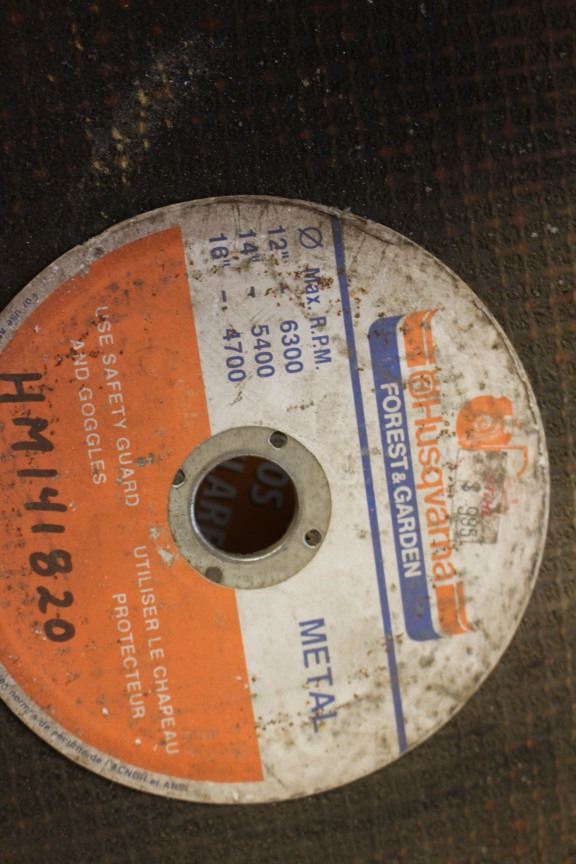 Husqvarna
FOREST & GARDEN
$ 995
Ø Max. R.P.M.
12" - 6300
14" - 5400
16" - 4700
METAL
USE SAFETY GUARD
AND GOGGLES
UTILISER LE CHAPEAU
PROTECTEUR
HM141820